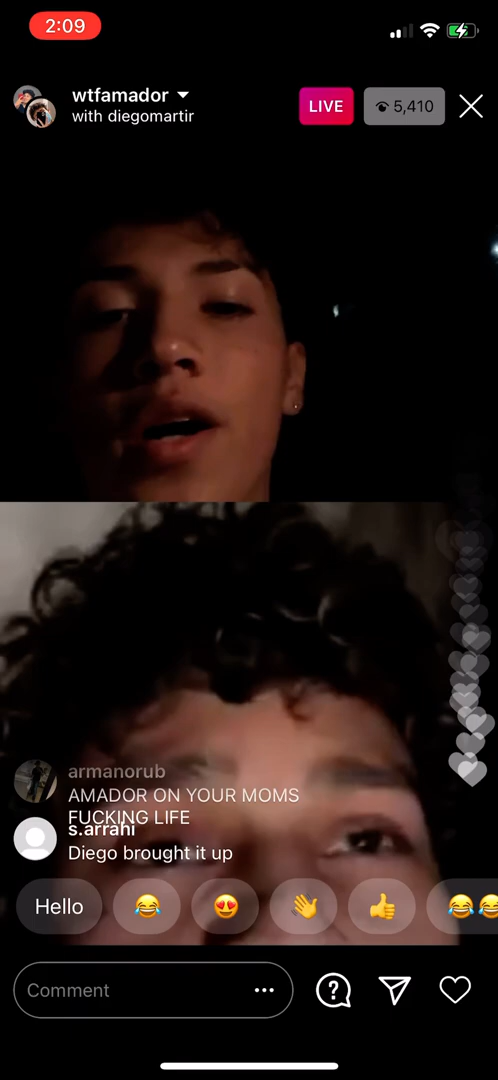 2:09
wtfamador
with diegomartir
LIVE
5,410
armanorub
AMADOR ON YOUR MOMS
FUCKING LIFE
s.arrahi
Diego brought it up
Hello
Comment